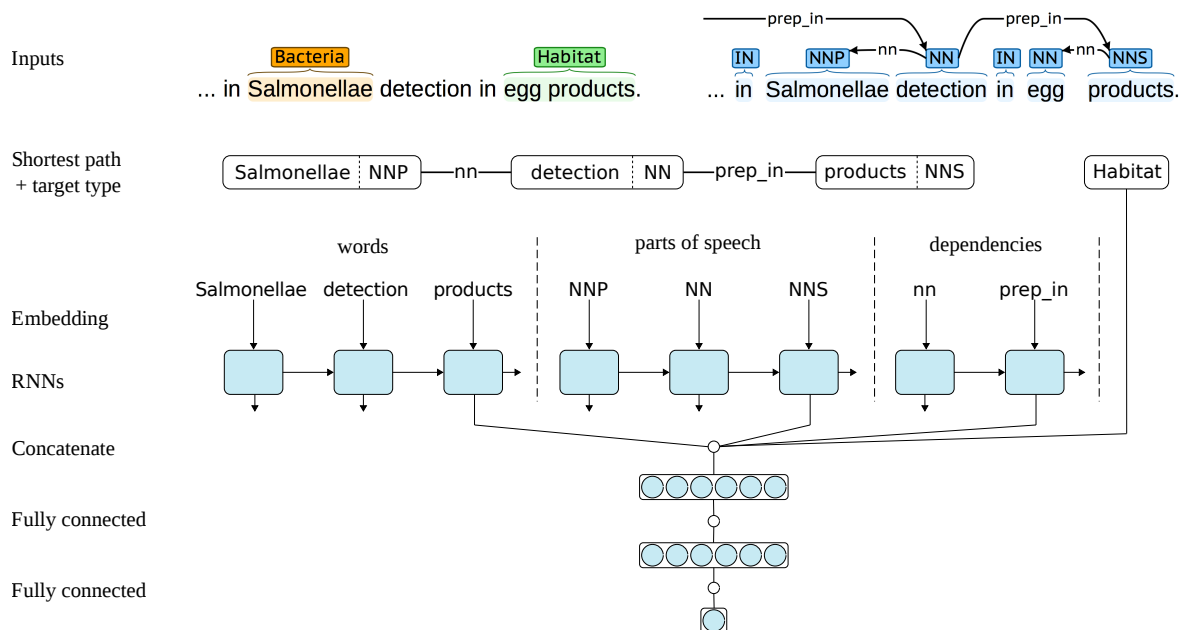 prep_in prep_in
Inputs Bacteria Habitat IN NNP nn NN IN NN nn NNS
... in Salmonellae detection in egg products. ... in Salmonellae detection in egg products.
Shortest path
+ target type
Salmonellae NNP nn detection NN prep_in products NNS Habitat
words parts of speech dependencies
Salmonellae detection products NNP NN NNS nn prep_in
Embedding
RNNs
Concatenate
Fully connected
Fully connected